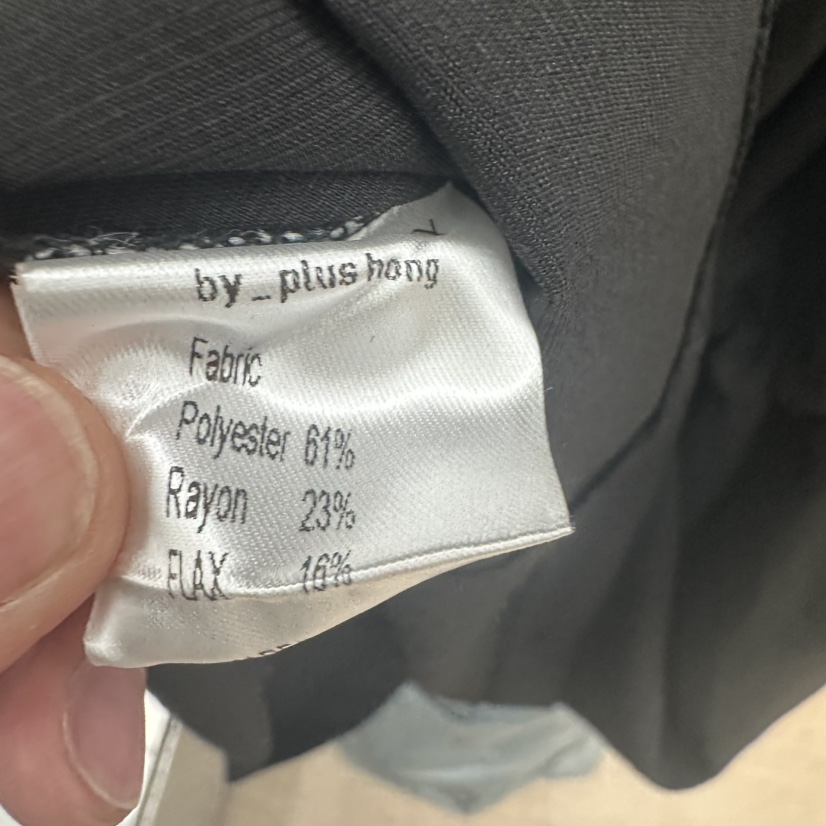 by_plus hong
Fabric
Polyester 61%
Rayon 23%
FLAX 16%